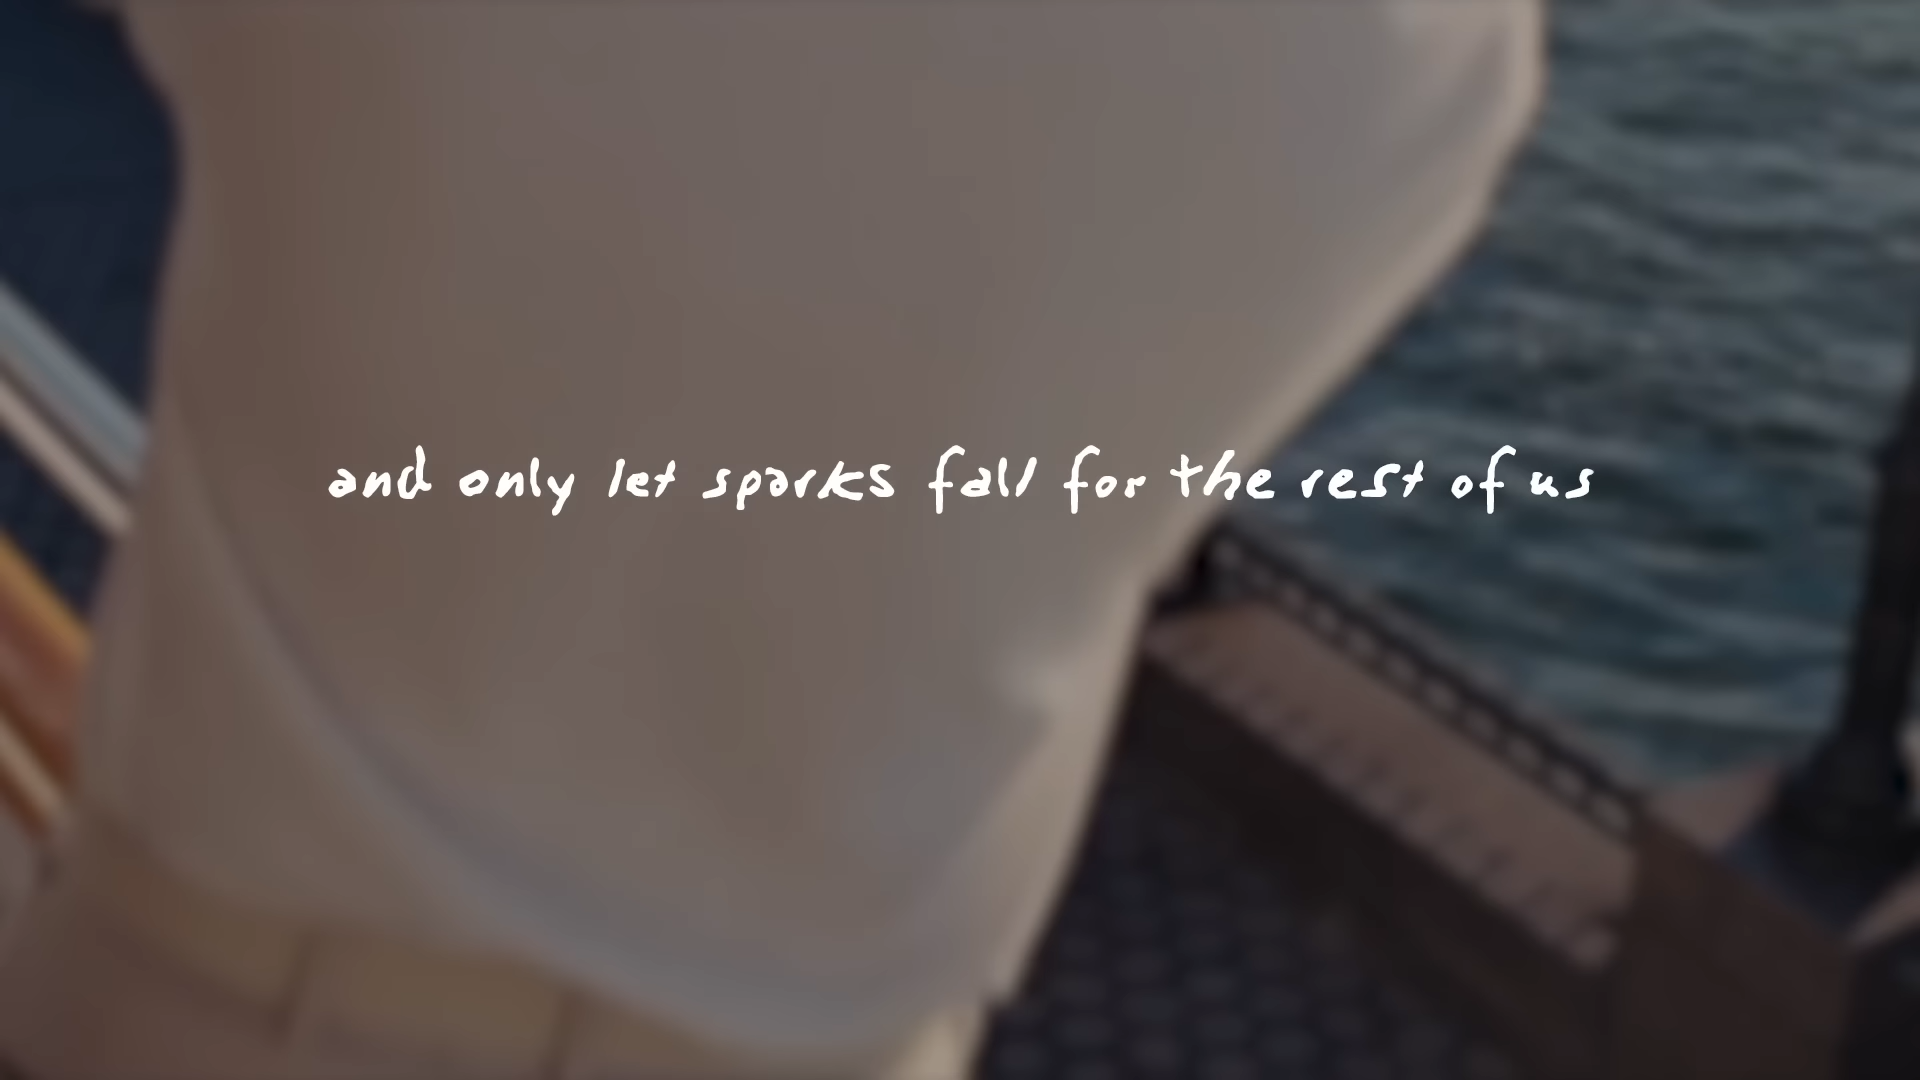 and only let sparks fall for the rest of us